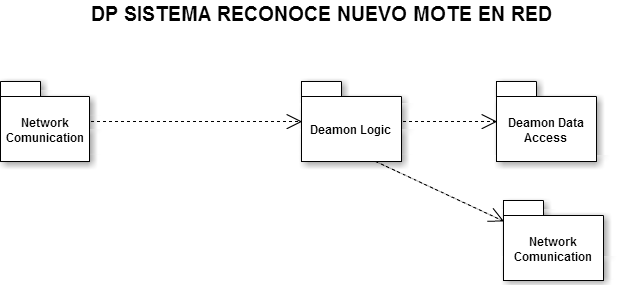 DP SISTEMA RECONOCE NUEVO MOTE EN RED
Network
Comunication
Deamon Logic
Deamon Data
Access
Network
Comunication